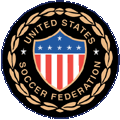 UNITED STATES
SOCCER FEDERATION